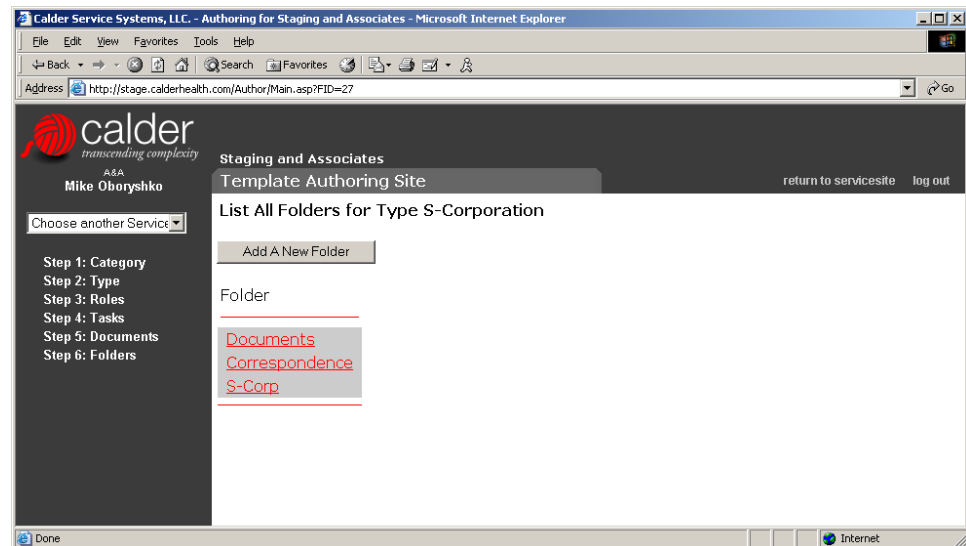 Calder Service Systems, LLC. - Authoring for Staging and Associates - Microsoft Internet Explorer
File Edit View Favorites Tools Help
Back Search Favorites
Address http://stage.calderhealth.com/Author/Main.asp?FID=27 Go
calder
transcending complexity
A&A
Mike Oboryshko
Staging and Associates
Template Authoring Site return to servicesite log out
Choose another Service
Step 1: Category
Step 2: Type
Step 3: Roles
Step 4: Tasks
Step 5: Documents
Step 6: Folders
List All Folders for Type S-Corporation
Add A New Folder
Folder
Documents
Correspondence
S-Corp
Done Internet